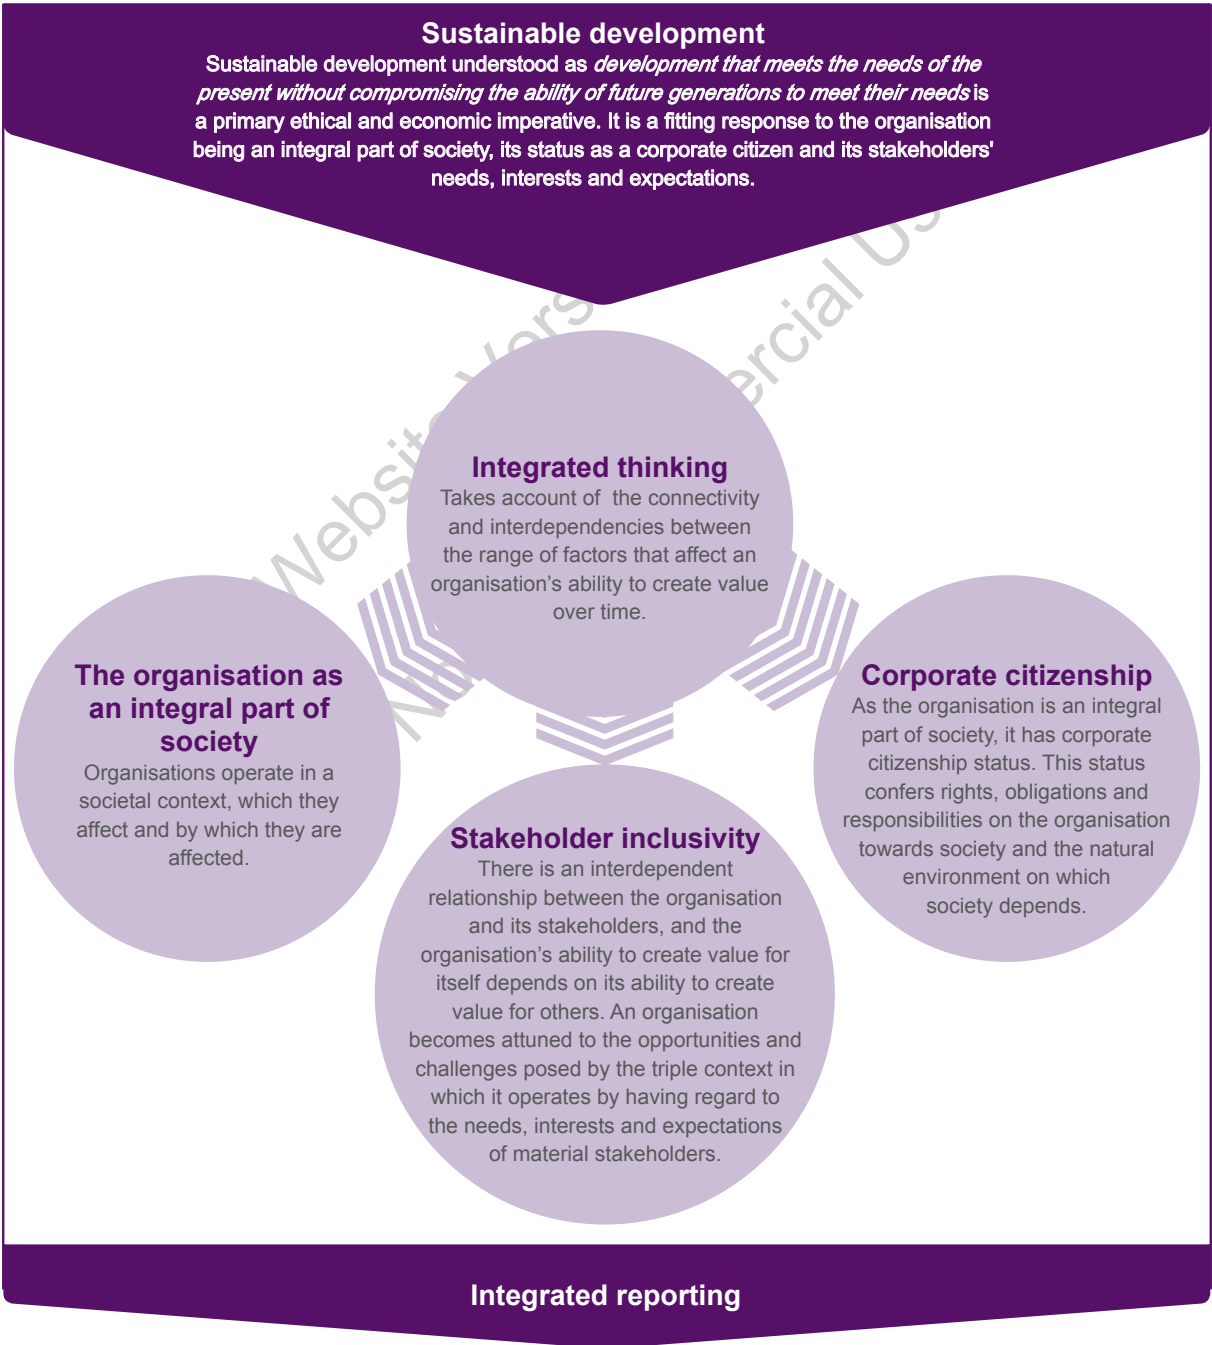 Sustainable development
Sustainable development understood as development that meets the needs of the
present without compromising the ability of future generations to meet their needs is
a primary ethical and economic imperative. It is a fitting response to the organisation
being an integral part of society, its status as a corporate citizen and its stakeholders'
needs, interests and expectations.
Integrated thinking
Takes account of the connectivity
and interdependencies between
the range of factors that affect an
organisation's ability to create value
over time.
The organisation as
an integral part of
society
Organisations operate in a
societal context, which they
affect and by which they are
affected.
Corporate citizenship
As the organisation is an integral
part of society, it has corporate
citizenship status. This status
confers rights, obligations and
responsibilities on the organisation
towards society and the natural
environment on which
society depends.
Stakeholder inclusivity
There is an interdependent
relationship between the organisation
and its stakeholders, and the
organisation's ability to create value for
itself depends on its ability to create
value for others. An organisation
becomes attuned to the opportunities and
challenges posed by the triple context in
which it operates by having regard to
the needs, interests and expectations
of material stakeholders.
Integrated reporting
Website